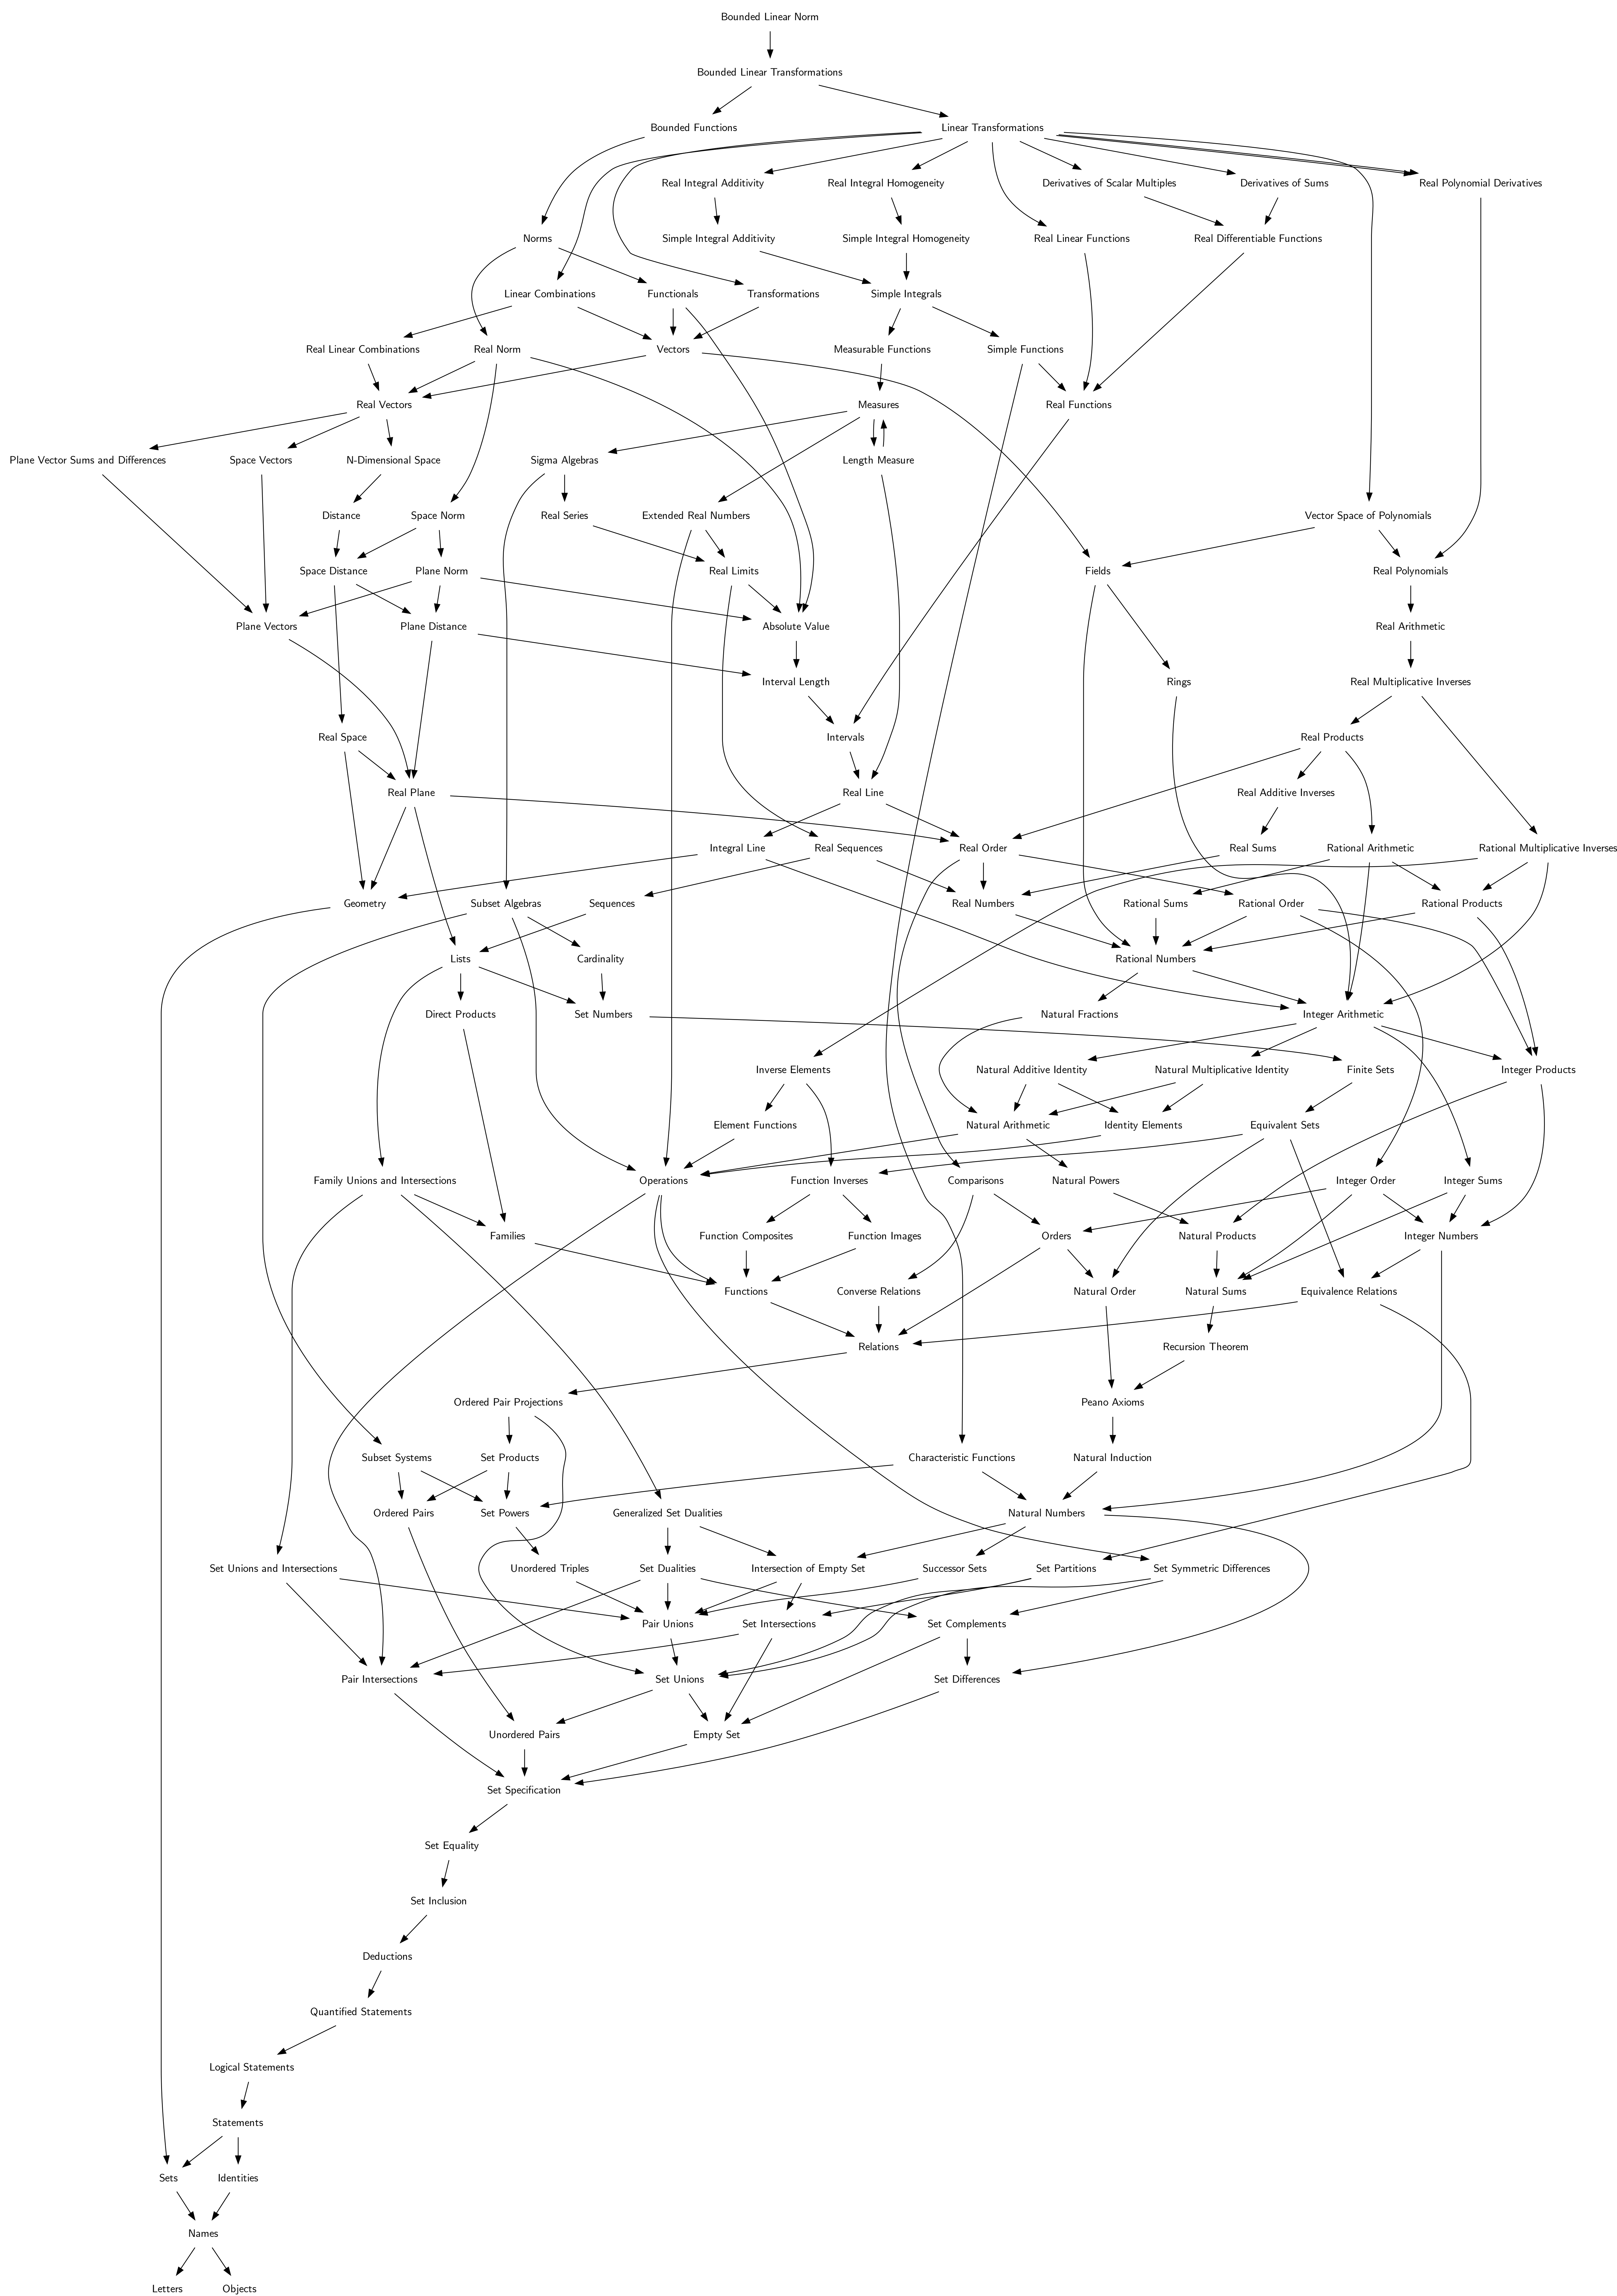 Bounded Linear Norm
Bounded Linear Transformations
Bounded Functions
Linear Transformations
Real Integral Additivity
Real Integral Homogeneity
Derivatives of Scalar Multiples
Derivatives of Sums
Real Polynomial Derivatives
Norms
Simple Integral Additivity
Simple Integral Homogeneity
Real Linear Functions
Real Differentiable Functions
Linear Combinations
Functionals
Transformations
Simple Integrals
Real Linear Combinations
Real Norm
Vectors
Measurable Functions
Simple Functions
Real Vectors
Measures
Real Functions
Plane Vector Sums and Differences
Space Vectors
N-Dimensional Space
Sigma Algebras
Length Measure
Distance
Space Norm
Real Series
Extended Real Numbers
Vector Space of Polynomials
Space Distance
Plane Norm
Real Limits
Fields
Real Polynomials
Plane Vectors
Plane Distance
Absolute Value
Real Arithmetic
Interval Length
Rings
Real Multiplicative Inverses
Real Space
Intervals
Real Products
Real Plane
Real Line
Real Additive Inverses
Integral Line
Real Sequences
Real Order
Real Sums
Rational Arithmetic
Rational Multiplicative Inverses
Geometry
Subset Algebras
Sequences
Real Numbers
Rational Sums
Rational Order
Rational Products
Lists
Cardinality
Rational Numbers
Direct Products
Set Numbers
Natural Fractions
Integer Arithmetic
Inverse Elements
Natural Additive Identity
Natural Multiplicative Identity
Finite Sets
Integer Products
Element Functions
Natural Arithmetic
Identity Elements
Equivalent Sets
Family Unions and Intersections
Operations
Function Inverses
Comparisons
Natural Powers
Integer Order
Integer Sums
Families
Function Composites
Function Images
Orders
Natural Products
Integer Numbers
Functions
Converse Relations
Natural Order
Natural Sums
Equivalence Relations
Relations
Recursion Theorem
Ordered Pair Projections
Peano Axioms
Subset Systems
Set Products
Characteristic Functions
Natural Induction
Ordered Pairs
Set Powers
Generalized Set Dualities
Natural Numbers
Set Unions and Intersections
Unordered Triples
Set Dualities
Intersection of Empty Set
Successor Sets
Set Partitions
Set Symmetric Differences
Pair Unions
Set Intersections
Set Complements
Pair Intersections
Set Unions
Set Differences
Unordered Pairs
Empty Set
Set Specification
Set Equality
Set Inclusion
Deductions
Quantified Statements
Logical Statements
Statements
Sets
Identities
Names
Letters
Objects